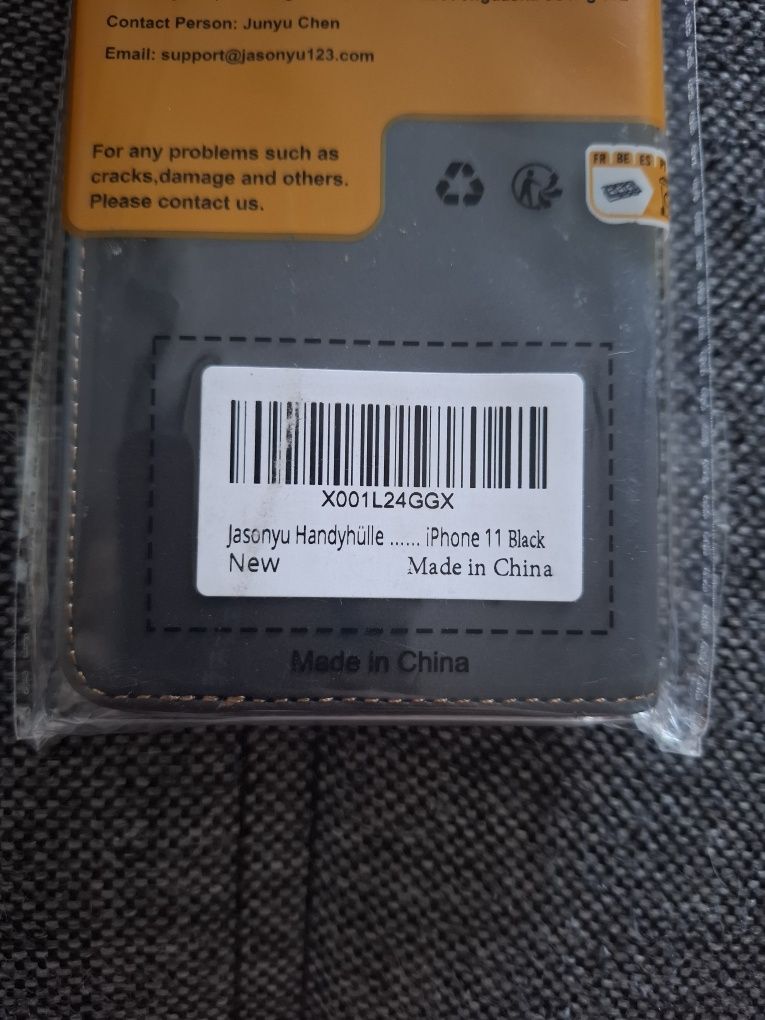 Contact Person: Junyu Chen
Email: support@jasonyu123.com
For any problems such as
cracks,damage and others.
Please contact us.
FR BE ES
X001L24GGX
Jasonyu Handyhülle ...... iPhone 11 Black
New Made in China
Made in China